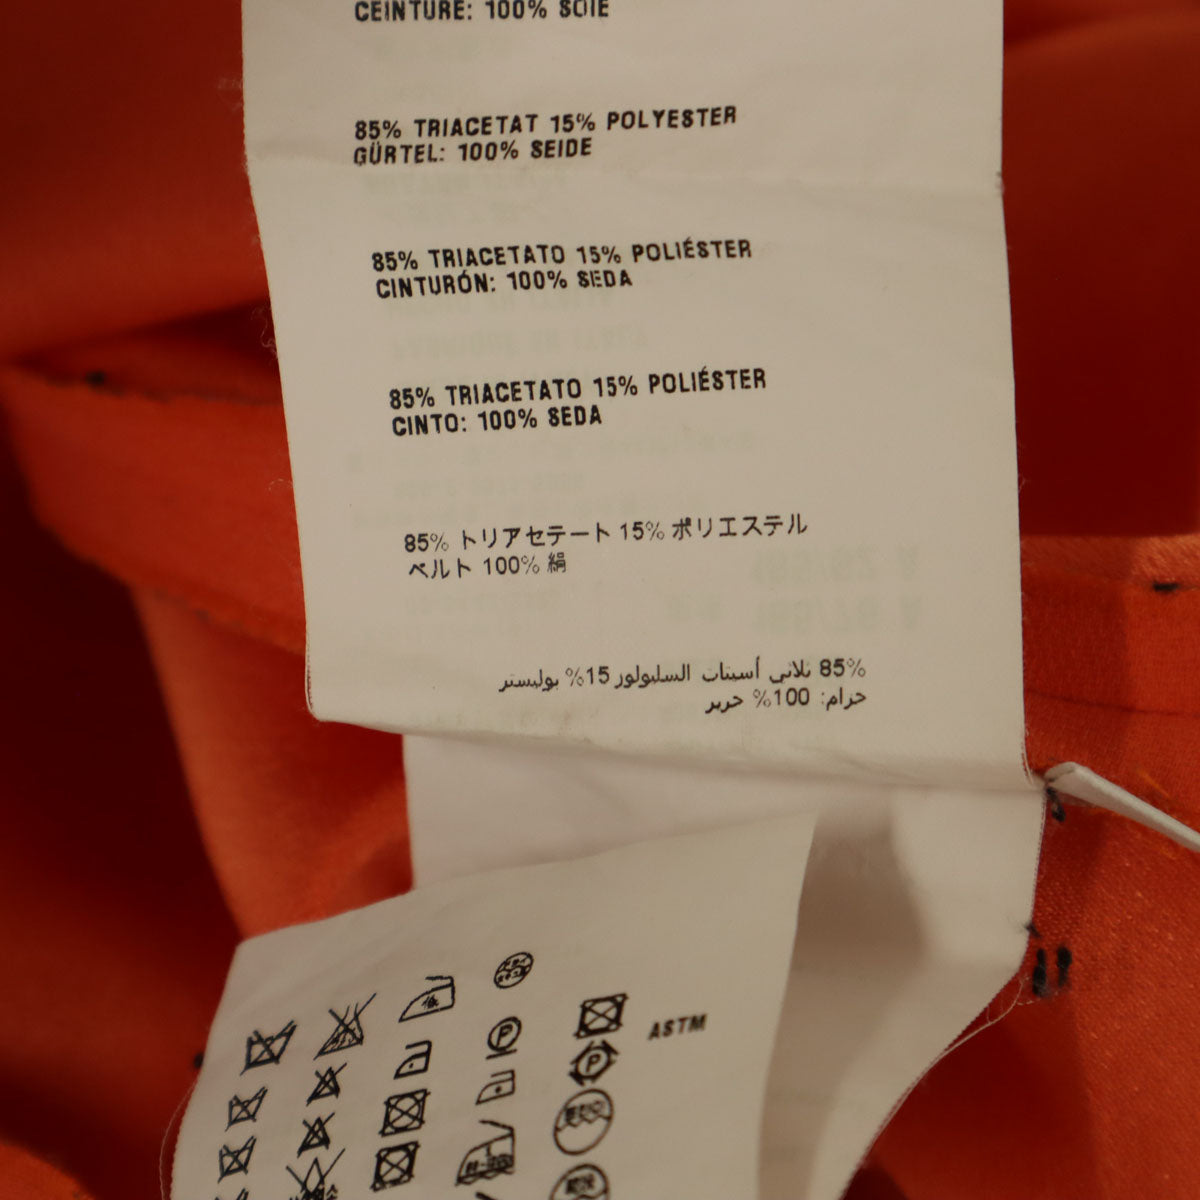 CEINTURE: 100% SOIE
85% TRIACETAT 15% POLYESTER
GÜRTEL: 100% SEIDE
85% TRIACETATO 15% POLIÉSTER
CINTURÓN: 100% SEDA
85% TRIACETATO 15% POLIÉSTER
CINTO: 100% SEDA
85% トリアセテート 15% ポリエステル
ベルト 100% 絹
85% ثلاثي أسيتات السليولوز 15% بوليستر
حزام: 100% حرير
低
P
P
ASTM